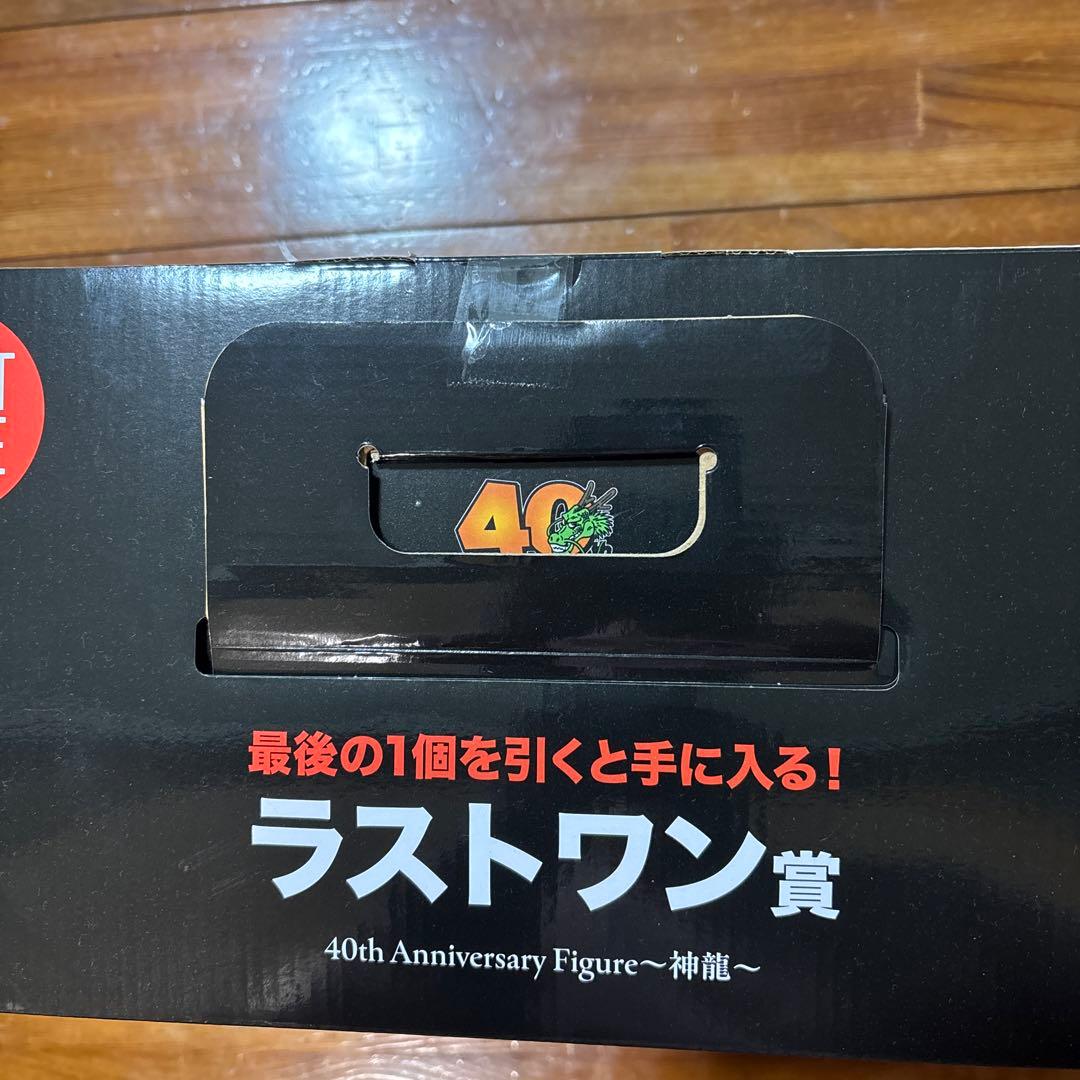 40
最後の1個を引くと手に入る!
ラストワン賞
40th Anniversary Figure～神龍～